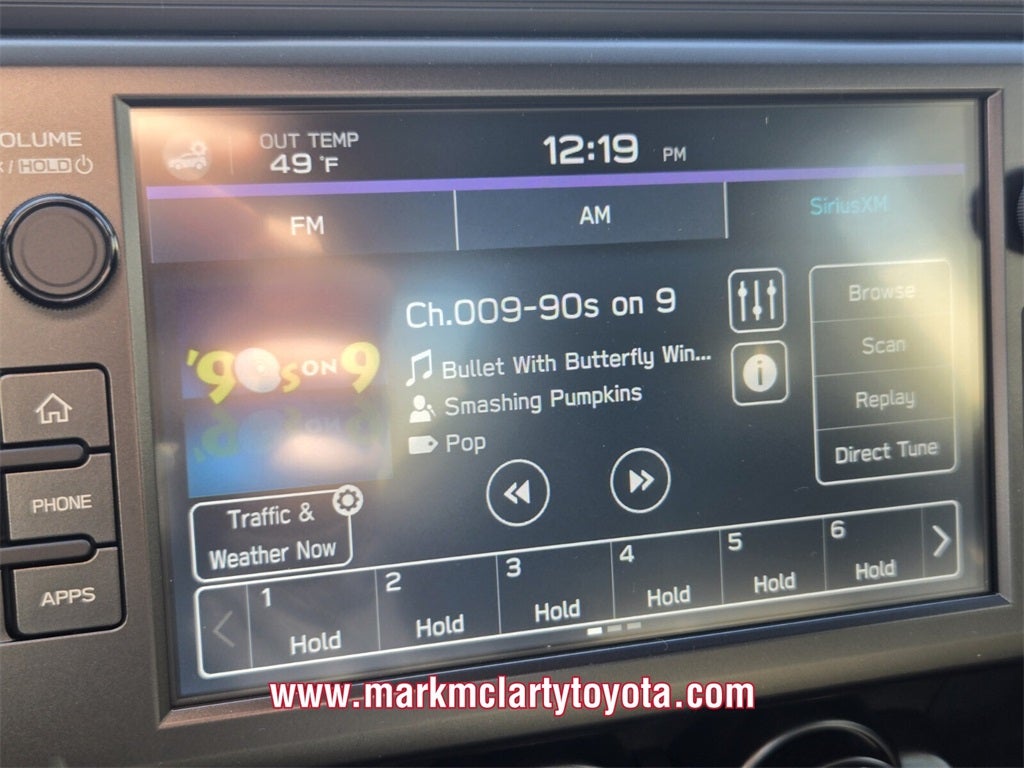 OLUME
/ HOLD
OUT TEMP
49 °F
12:19 PM
FM
AM
SiriusXM
Ch.009-90s on 9
Bullet With Butterfly Win...
Smashing Pumpkins
Pop
'90s ON 9
Browse
Scan
Replay
Direct Tune
PHONE
APPS
Traffic &
Weather Now
1 2 3 4 5 6
Hold Hold Hold Hold Hold Hold
www.markmclartytoyota.com